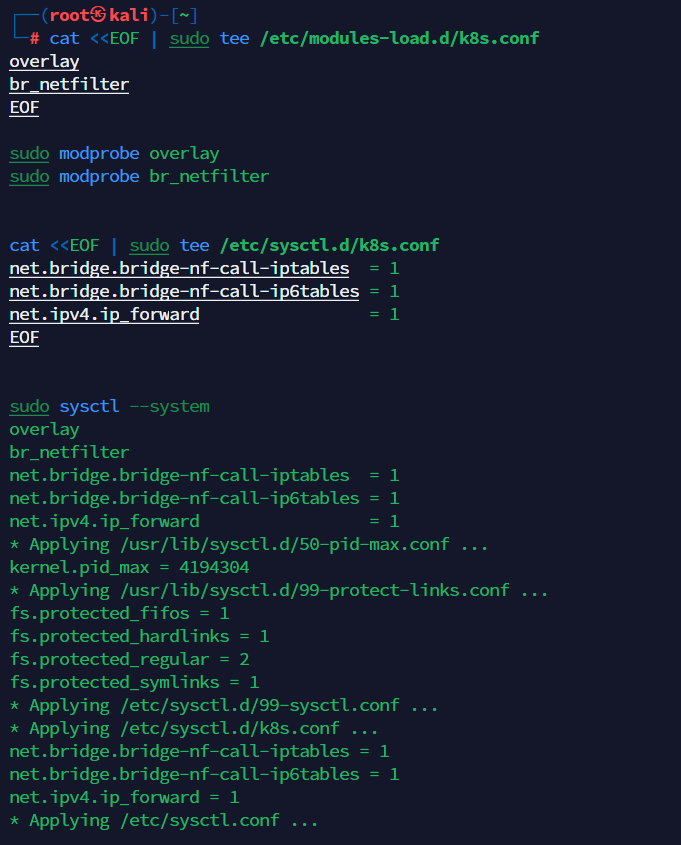 ┌──(root㉿kali)-[~]
└─# cat <<EOF | sudo tee /etc/modules-load.d/k8s.conf
overlay
br_netfilter
EOF
sudo modprobe overlay
sudo modprobe br_netfilter
cat <<EOF | sudo tee /etc/sysctl.d/k8s.conf
net.bridge.bridge-nf-call-iptables  = 1
net.bridge.bridge-nf-call-ip6tables = 1
net.ipv4.ip_forward                 = 1
EOF
sudo sysctl --system
overlay
br_netfilter
net.bridge.bridge-nf-call-iptables  = 1
net.bridge.bridge-nf-call-ip6tables = 1
net.ipv4.ip_forward                 = 1
* Applying /usr/lib/sysctl.d/50-pid-max.conf ...
kernel.pid_max = 4194304
* Applying /usr/lib/sysctl.d/99-protect-links.conf ...
fs.protected_fifos = 1
fs.protected_hardlinks = 1
fs.protected_regular = 2
fs.protected_symlinks = 1
* Applying /etc/sysctl.d/99-sysctl.conf ...
* Applying /etc/sysctl.d/k8s.conf ...
net.bridge.bridge-nf-call-iptables = 1
net.bridge.bridge-nf-call-ip6tables = 1
net.ipv4.ip_forward = 1
* Applying /etc/sysctl.conf ...